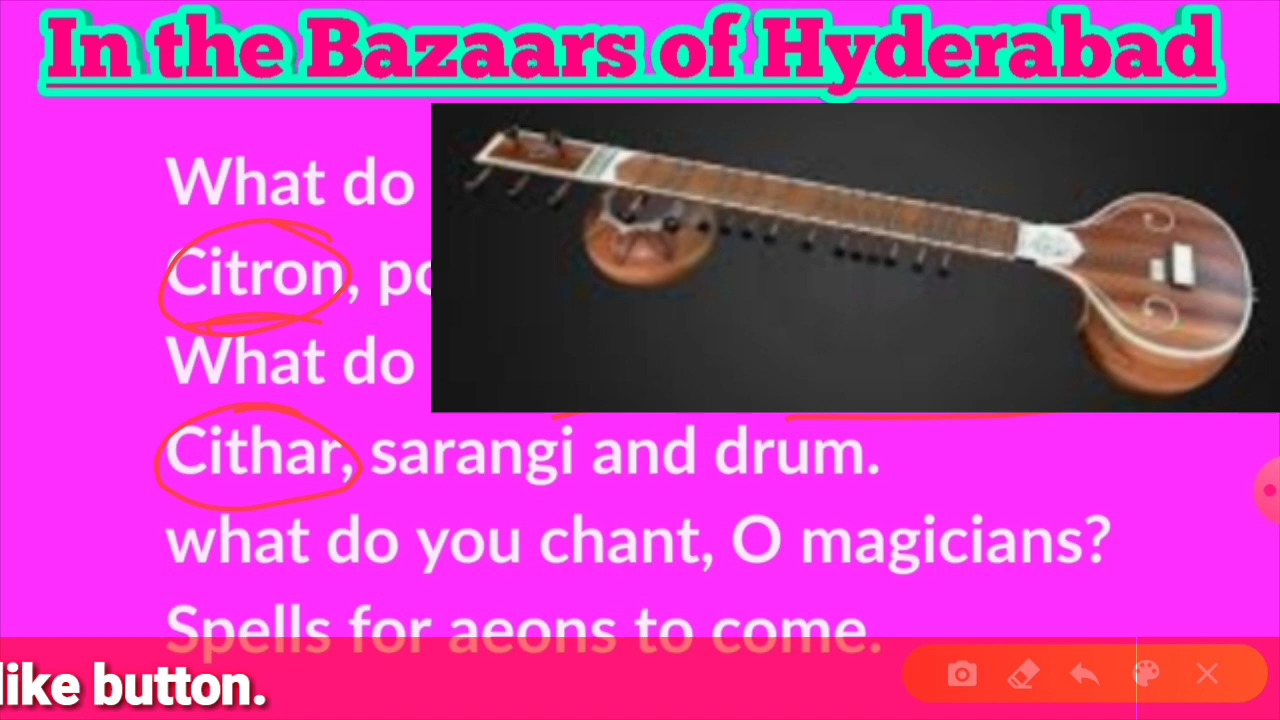 In the Bazaars of Hyderabad
What do
Citron, po
What do
Cithar, sarangi and drum.
what do you chant, O magicians?
Spells for aeons to come.
like button.